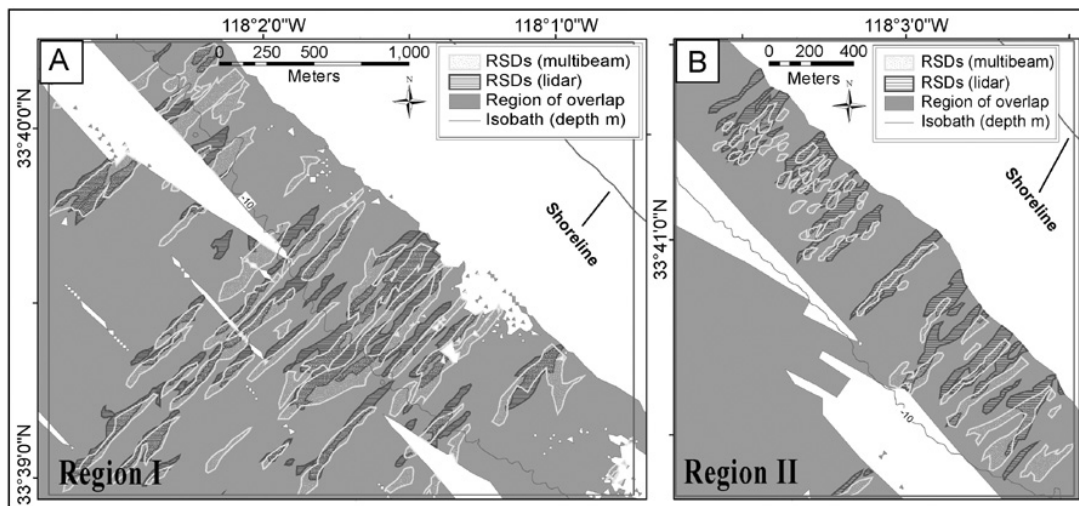 118°2'0"W
118°1'0"W
A
0 250 500 1,000
Meters
N
RSDs (multibeam)
RSDs (lidar)
Region of overlap
Isobath (depth m)
33°40'0"N
-10
Shoreline
33°39'0"N
Region I
118°3'0"W
B
0 200 400
Meters
N
RSDs (multibeam)
RSDs (lidar)
Region of overlap
Isobath (depth m)
Shoreline
33°41'0"N
-10
Region II